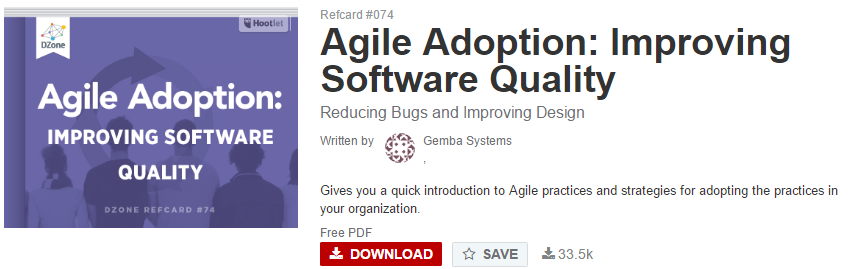 DZone
Hootlet
Agile Adoption:
IMPROVING SOFTWARE
QUALITY
DZONE REFCARD #74
Refcard #074
Agile Adoption: Improving
Software Quality
Reducing Bugs and Improving Design
Written by
Gemba Systems
,
Gives you a quick introduction to Agile practices and strategies for adopting the practices in
your organization.
Free PDF
DOWNLOAD
SAVE
33.5k